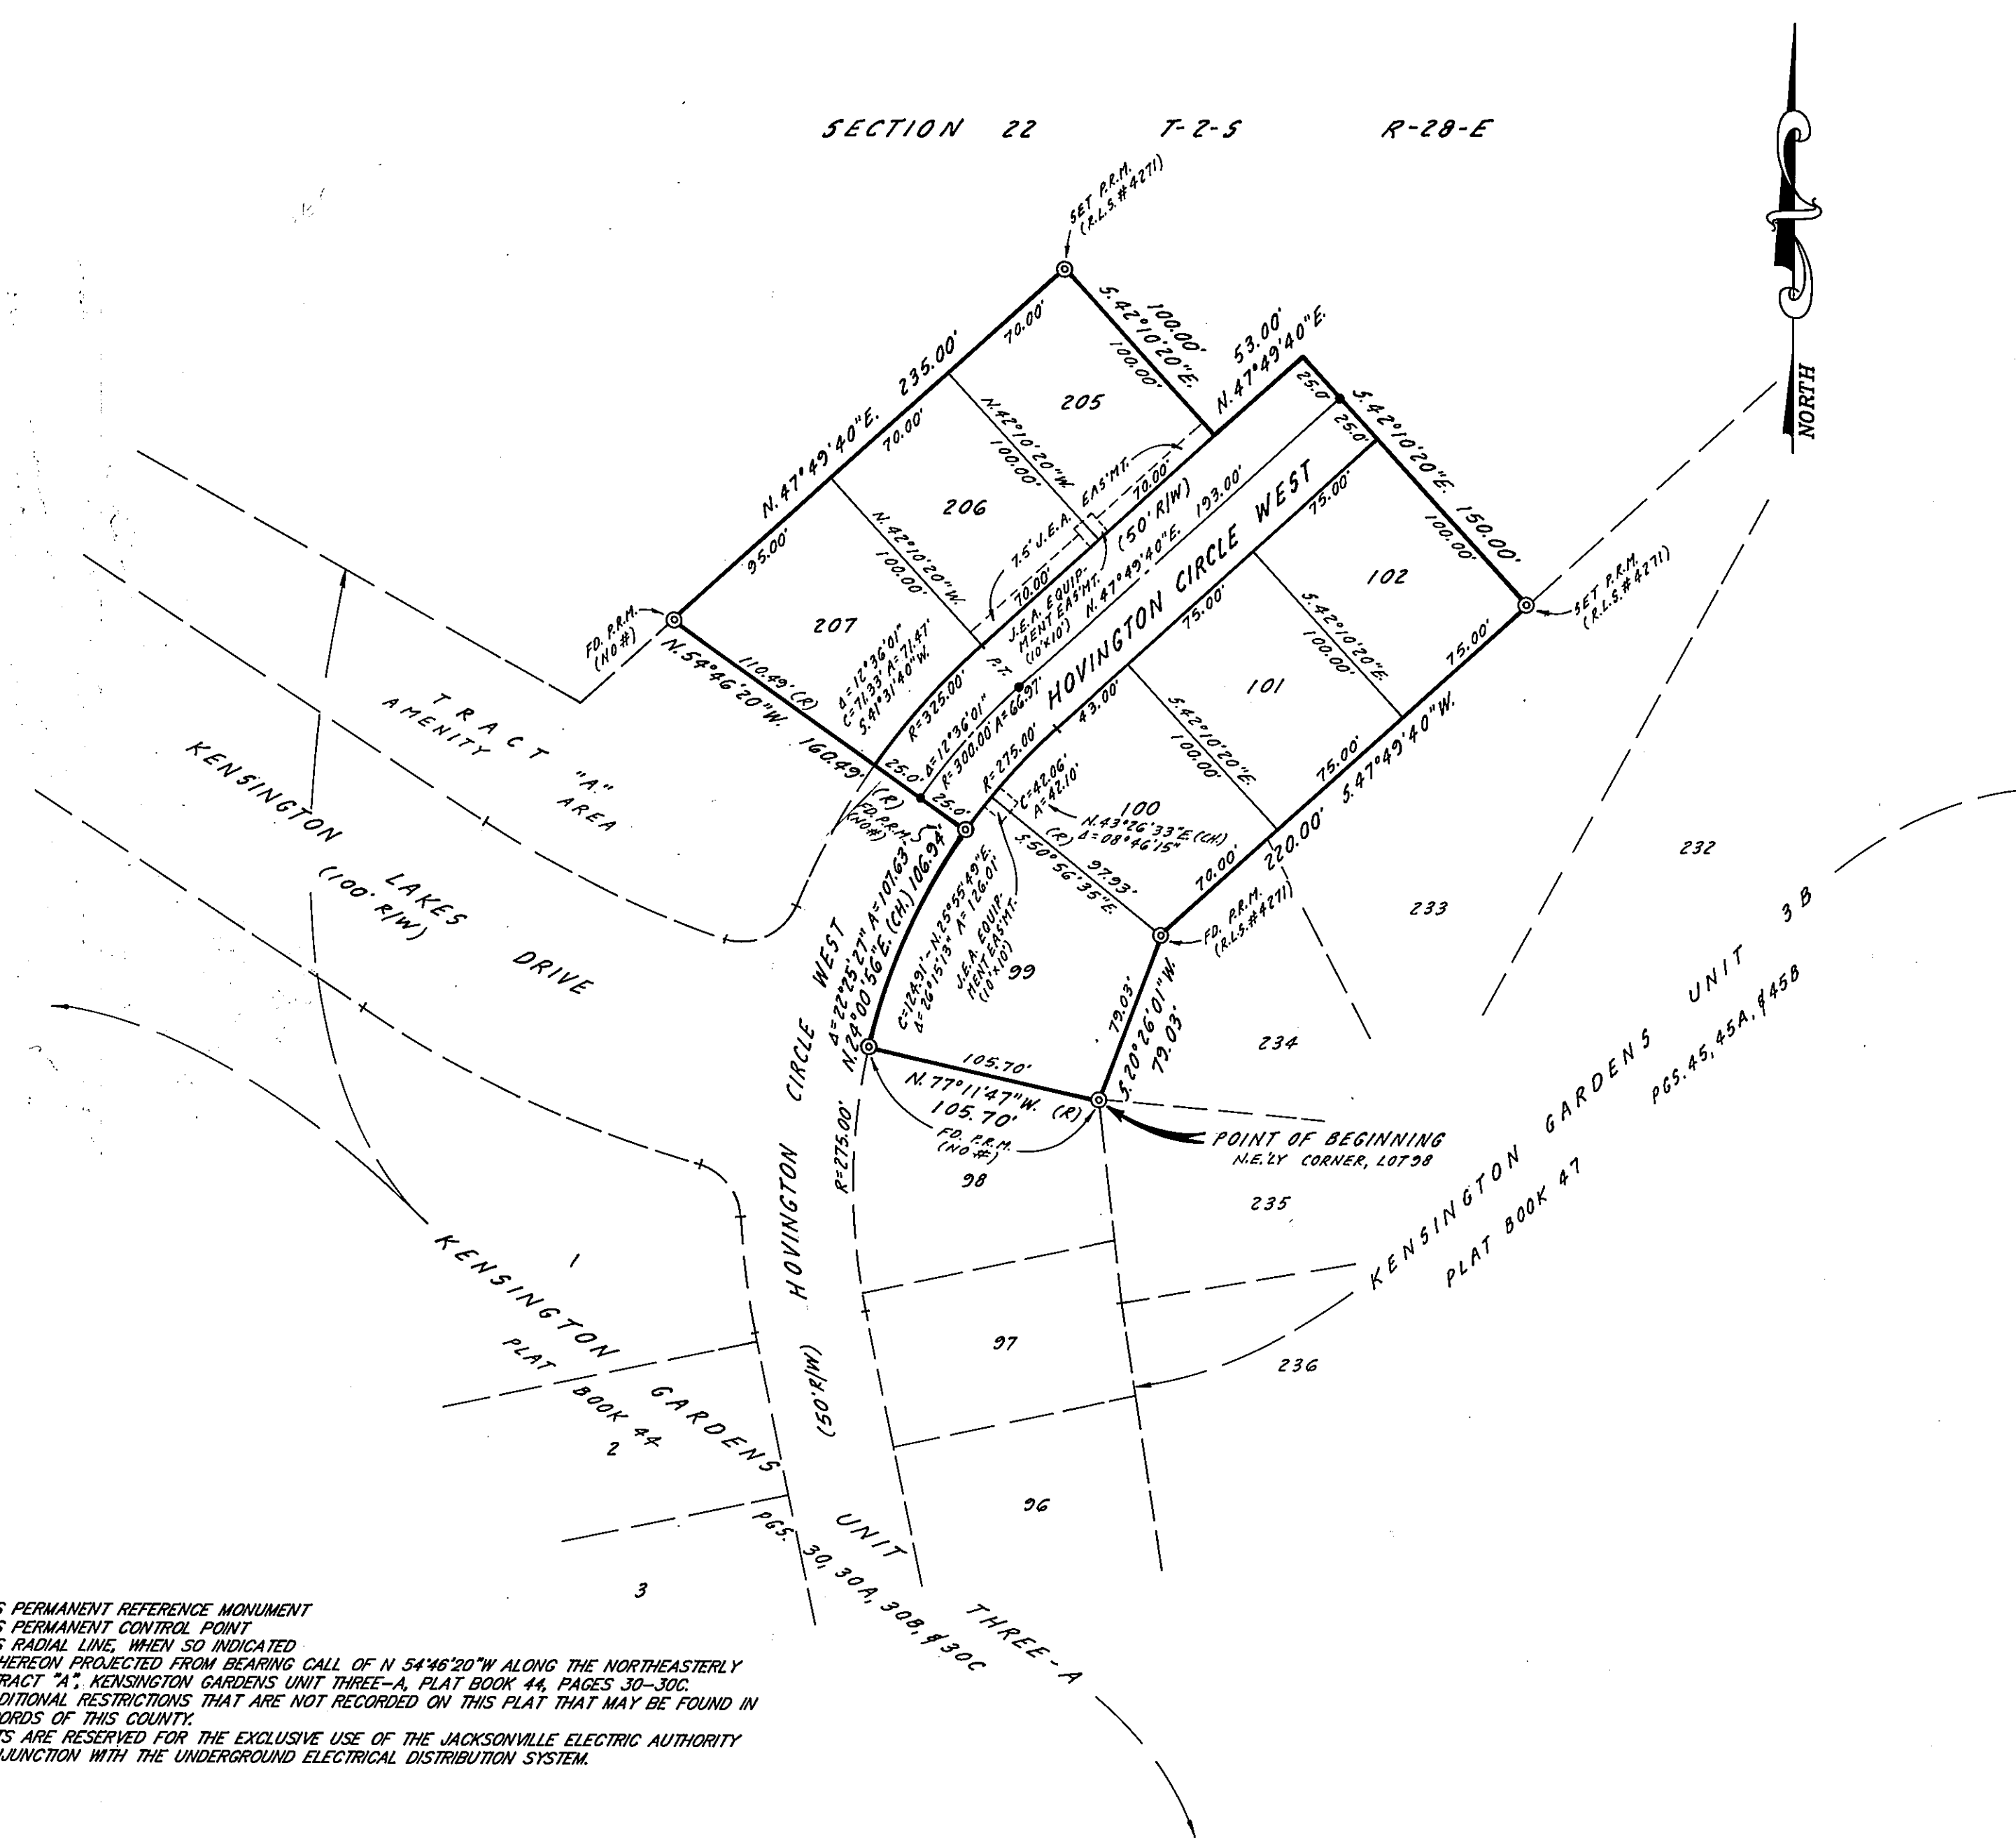 SECTION 22 T-2-S R-28-E
NORTH
SET P.R.M.
(R.L.S.#4271)
N.47°49'40"E. 235.00'
70.00'
70.00'
95.00'
100.00'
S.42°10'20"E.
100.00'
53.00'
N.47°49'40"E.
25.0'
25.0'
S.42°10'20"E. 150.00'
100.00'
205
N.42°10'20"W.
100.00'
206
N.42°10'20"W.
100.00'
207
7.5' J.E.A. EAS'MT.
70.00'
70.00'
J.E.A. EQUIP-
MENT EAS'MT.
(10'X10')
(50' R/W)
N.47°49'40"E. 193.00'
HOVINGTON CIRCLE WEST
75.00'
75.00'
43.00'
102
S.42°10'20"E.
100.00'
101
S.42°10'20"E.
100.00'
75.00'
75.00'
70.00'
S.47°49'40"W.
220.00'
SET P.R.M.
(R.L.S.#4271)
FD. P.R.M.
(NO #)
110.49' (R)
N.54°46'20"W. 160.49'
25.0'
25.0'
(R)
FD. P.R.M.
(NO#)
Δ=12°36'01"
C=71.33' A=71.47'
S.41°31'40"W.
R=325.00'
P.T.
Δ=12°36'01"
R=300.00' A=66.97'
R=275.00'
C=42.06'
A=42.10'
100
N.43°26'33"E.(CH.)
Δ=08°46'15"
(R) 97.93'
S.50°56'35"E.
FD. P.R.M.
(R.L.S.#4271)
Δ=22°25'27" A=107.63'
N.24°00'56"E. (CH.) 106.94'
C=124.91'-N.25°55'49"E.
Δ=26°15'13" A=126.01'
J.E.A. EQUIP-
MENT EAS'MT.
(10'X10')
99
79.03'
S.20°26'01"W.
79.03'
105.70'
N.77°11'47"W. (R)
105.70'
FD. P.R.M.
(NO #)
POINT OF BEGINNING
N.E.'LY CORNER, LOT 98
TRACT "A"
AMENITY AREA
KENSINGTON LAKES DRIVE
(100' R/W)
HOVINGTON CIRCLE WEST
(50' R/W)
R=275.00'
98
97
96
232
233
234
235
236
1
2
3
KENSINGTON GARDENS UNIT 3B
PLAT BOOK 47 PGS. 45, 45A, & 45B
KENSINGTON GARDENS UNIT THREE-A
PLAT BOOK 44 PGS. 30, 30A, 30B, & 30C
S PERMANENT REFERENCE MONUMENT
S PERMANENT CONTROL POINT
S RADIAL LINE, WHEN SO INDICATED
HEREON PROJECTED FROM BEARING CALL OF N 54°46'20"W ALONG THE NORTHEASTERLY
RACT "A", KENSINGTON GARDENS UNIT THREE-A, PLAT BOOK 44, PAGES 30-30C.
DITIONAL RESTRICTIONS THAT ARE NOT RECORDED ON THIS PLAT THAT MAY BE FOUND IN
ORDS OF THIS COUNTY.
TS ARE RESERVED FOR THE EXCLUSIVE USE OF THE JACKSONVILLE ELECTRIC AUTHORITY
JUNCTION WITH THE UNDERGROUND ELECTRICAL DISTRIBUTION SYSTEM.